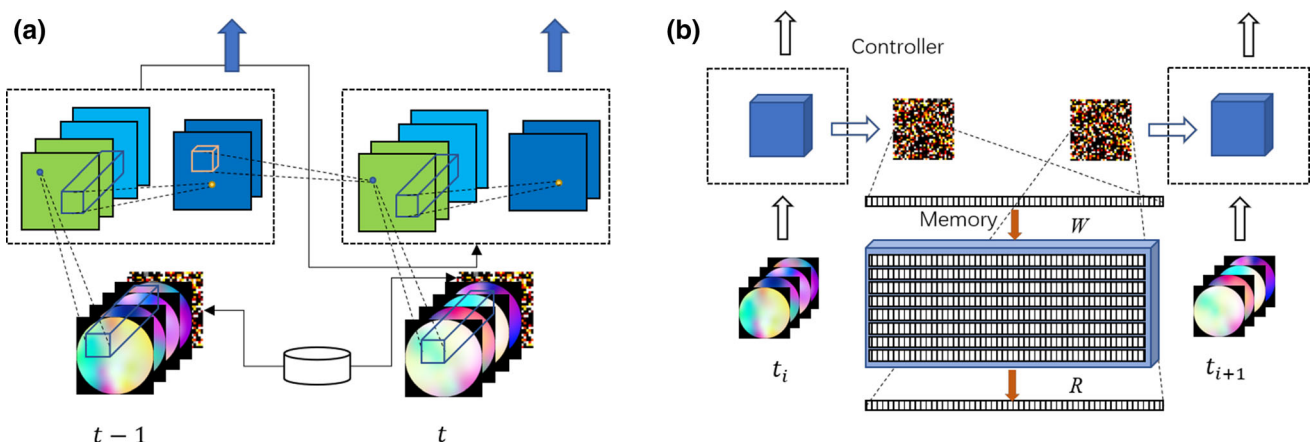 (a)
t − 1
t
(b)
Controller
Memory
W
R
t_i
t_{i+1}